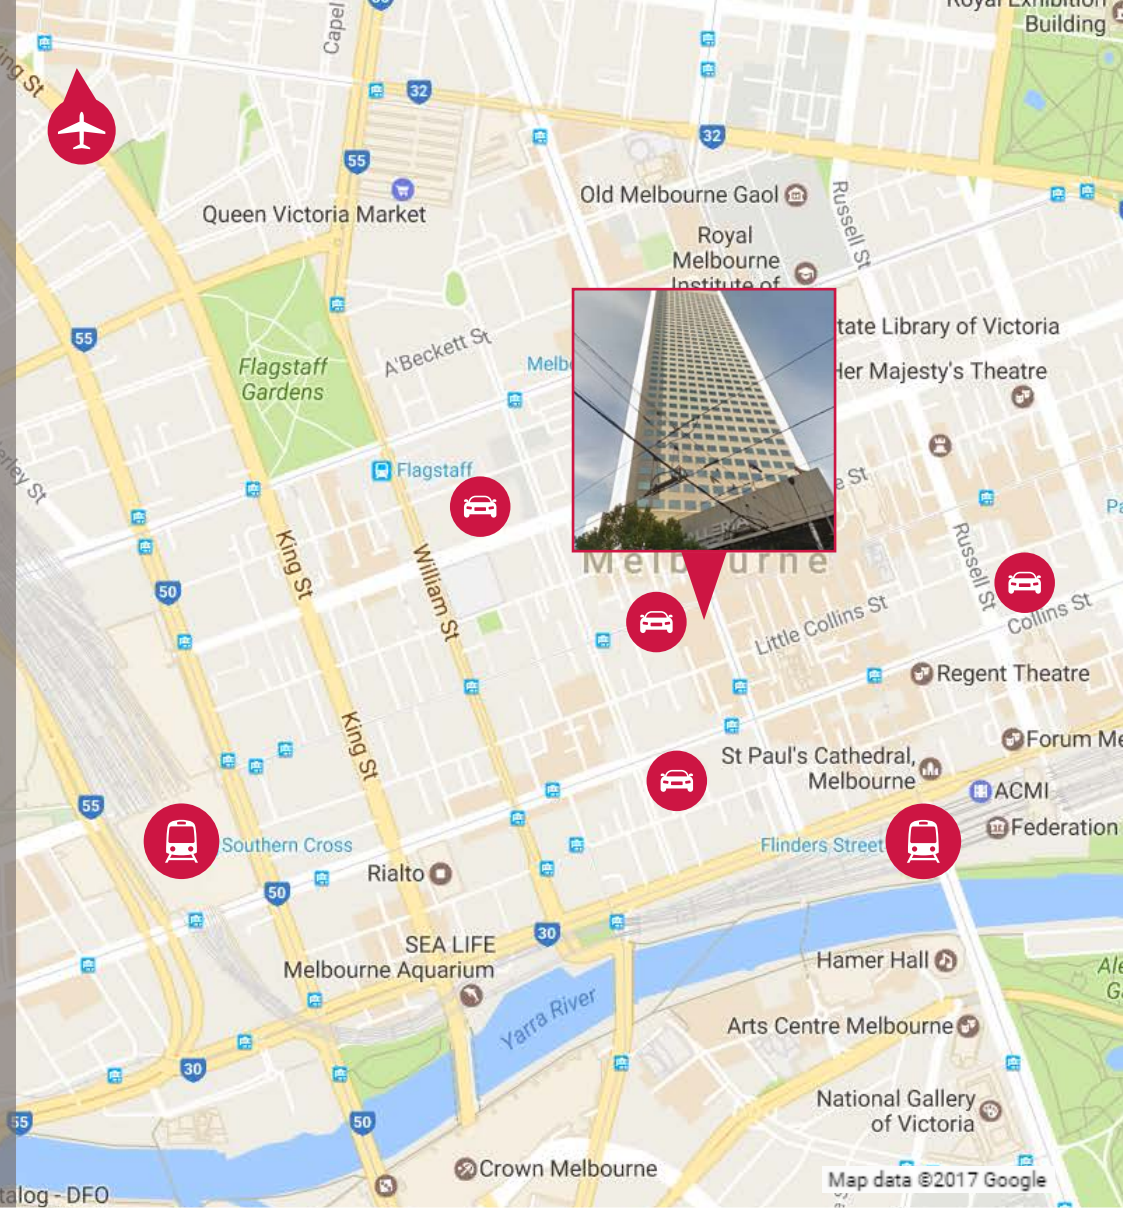 Royal Exhibition
Building
Capel
King St
32
32
55
Queen Victoria Market
Old Melbourne Gaol
Russell St
Royal
Melbourne
Institute of
55
A'Beckett St
tate Library of Victoria
Flagstaff
Gardens
Her Majesty's Theatre
Flagstaff
e St
erley St
King St
William St
Melbourne
Russell St
50
Little Collins St
Collins St
Regent Theatre
King St
Forum Me
St Paul's Cathedral,
Melbourne
ACMI
55
Federation
Southern Cross
Flinders Street
Rialto
50
30
SEA LIFE
Melbourne Aquarium
Hamer Hall
Ale
G
Yarra River
Arts Centre Melbourne
30
National Gallery
of Victoria
55
50
Crown Melbourne
Map data ©2017 Google
talog - DFO